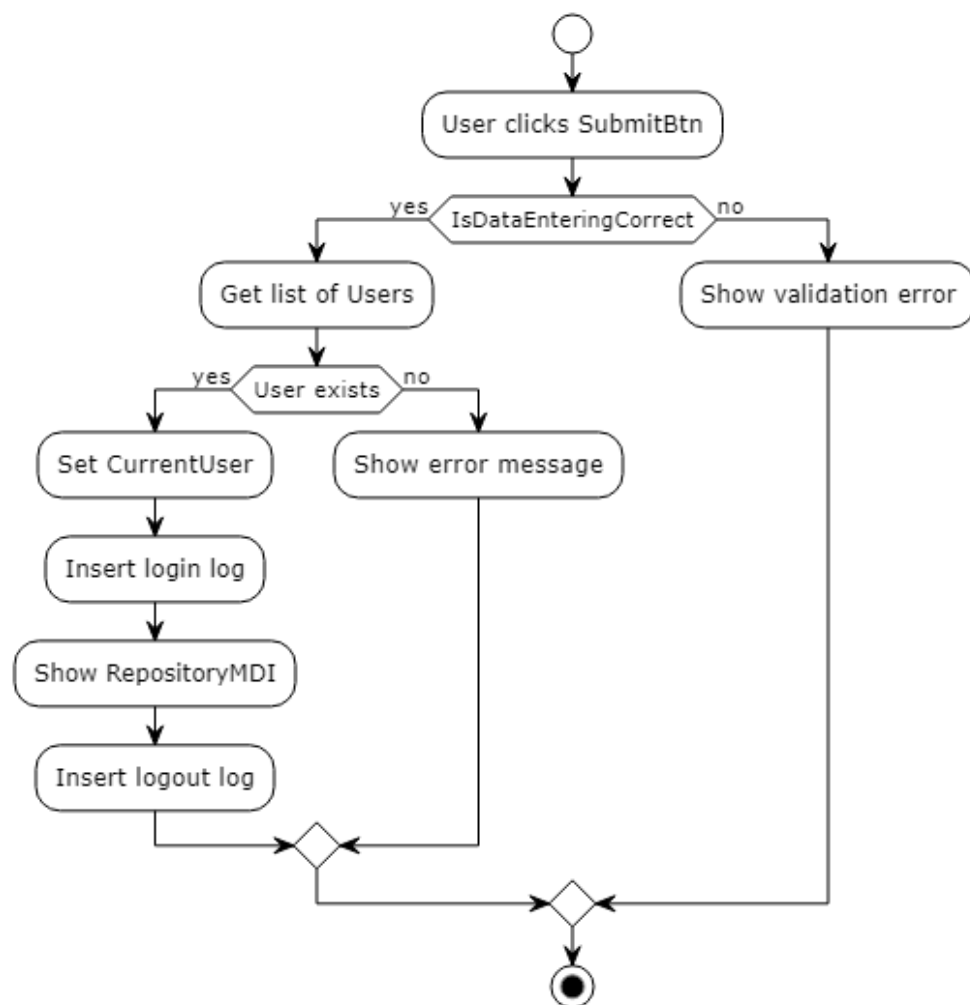 User clicks SubmitBtn
yes
IsDataEnteringCorrect
no
Get list of Users
Show validation error
yes
User exists
no
Set CurrentUser
Show error message
Insert login log
Show RepositoryMDI
Insert logout log